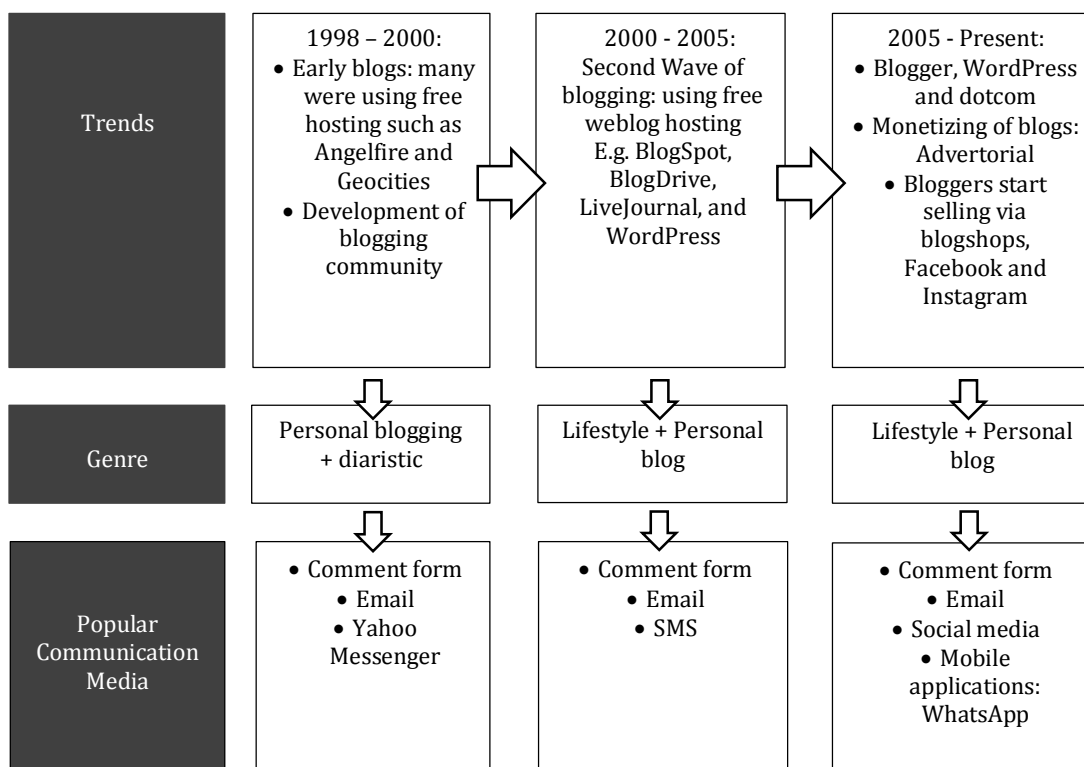 Trends
1998 – 2000:
• Early blogs: many
were using free
hosting such as
Angelfire and
Geocities
• Development of
blogging
community
2000 - 2005:
Second Wave of
blogging: using free
weblog hosting
E.g. BlogSpot,
BlogDrive,
LiveJournal, and
WordPress
2005 - Present:
• Blogger, WordPress
and dotcom
• Monetizing of blogs:
Advertorial
• Bloggers start
selling via
blogshops,
Facebook and
Instagram
Genre
Personal blogging
+ diaristic
Lifestyle + Personal
blog
Lifestyle + Personal
blog
Popular
Communication
Media
• Comment form
• Email
• Yahoo
Messenger
• Comment form
• Email
• SMS
• Comment form
• Email
• Social media
• Mobile
applications:
WhatsApp